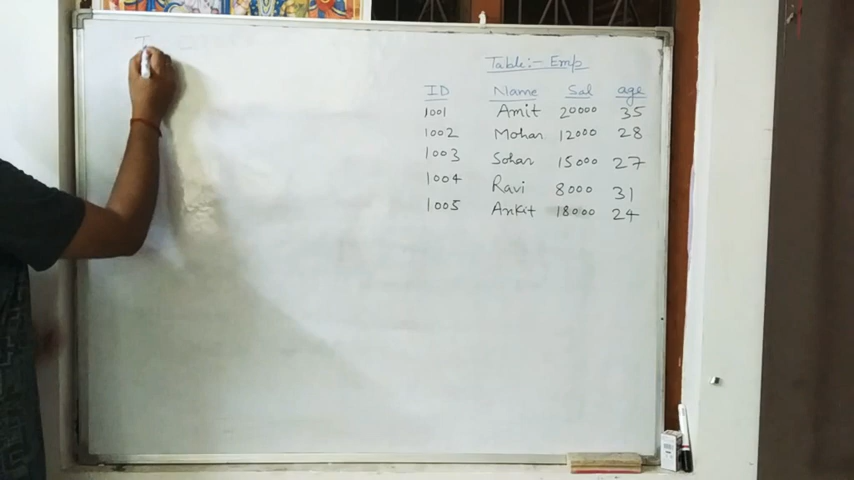 Table:- Emp
ID Name Sal age
1001 Amit 20000 35
1002 Mohan 12000 28
1003 Sohan 15000 27
1004 Ravi 8000 31
1005 Ankit 18000 24